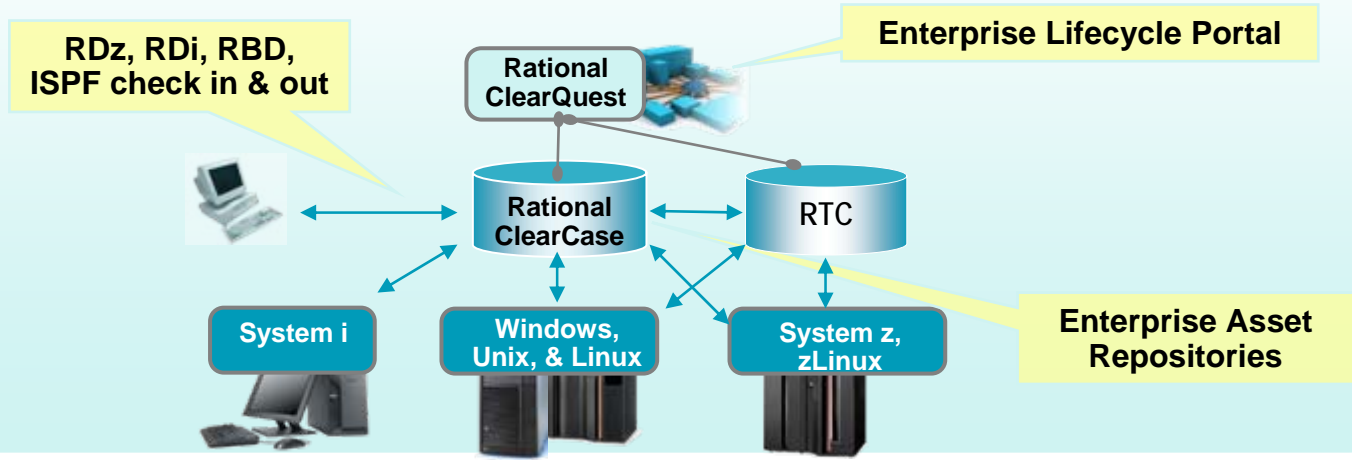 RDz, RDi, RBD,
ISPF check in & out
Enterprise Lifecycle Portal
Rational
ClearQuest
Rational
ClearCase
RTC
System i
Windows,
Unix, & Linux
System z,
zLinux
Enterprise Asset
Repositories